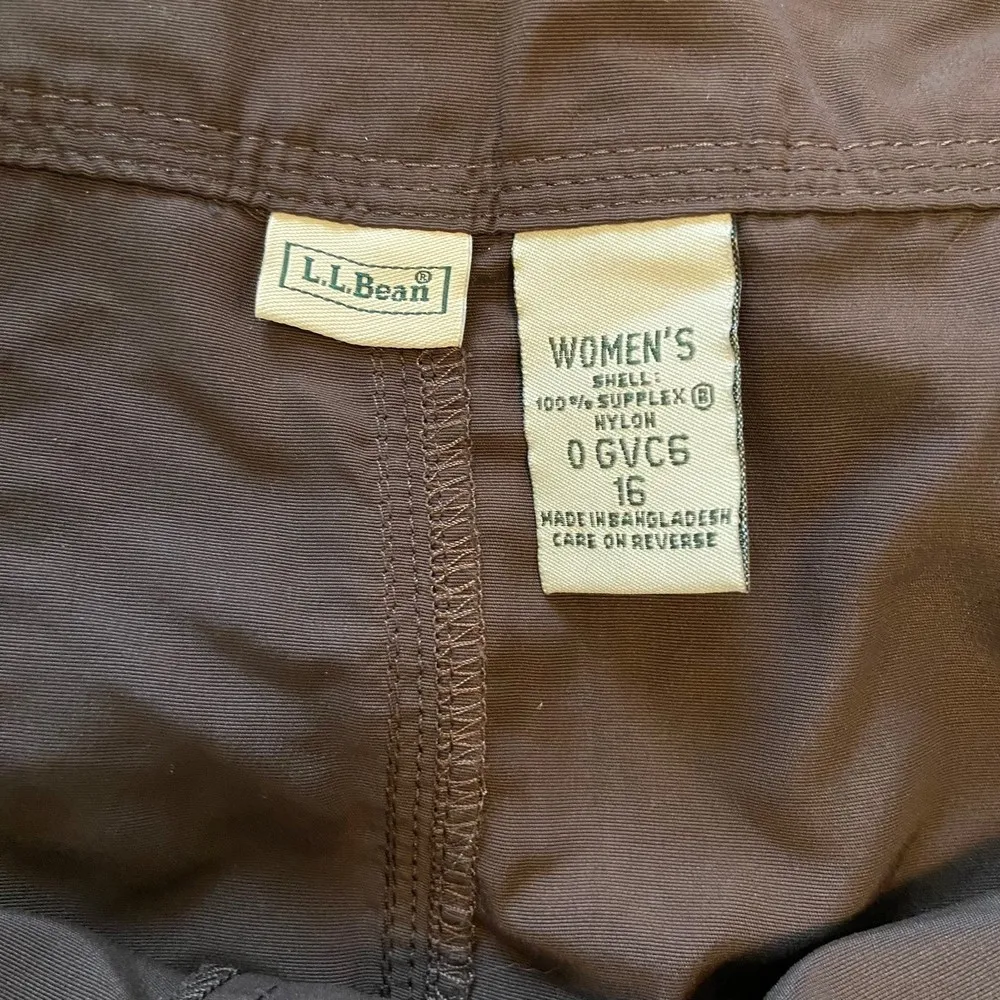 L.L.Bean®
WOMEN'S
SHELL:
100% SUPPLEX ®
NYLON
0 GVC6
16
MADE IN BANGLADESH
CARE ON REVERSE